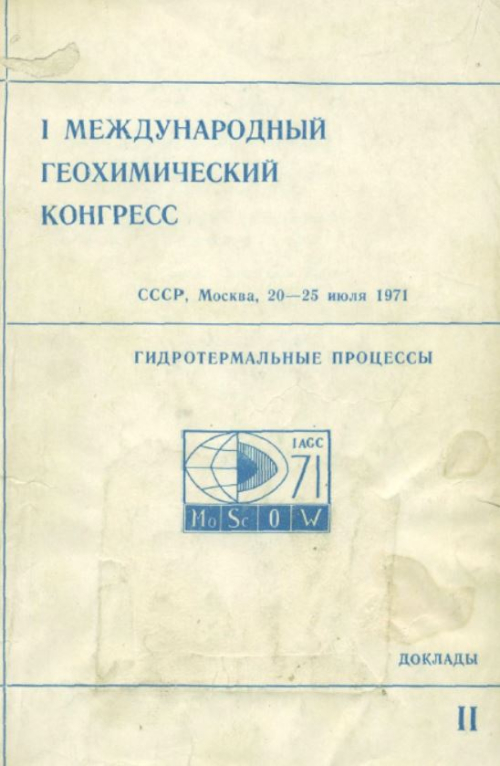 I МЕЖДУНАРОДНЫЙ
ГЕОХИМИЧЕСКИЙ
КОНГРЕСС
СССР, Москва, 20—25 июля 1971
ГИДРОТЕРМАЛЬНЫЕ ПРОЦЕССЫ
IAGC
71
Mo Sc O W
ДОКЛАДЫ
II